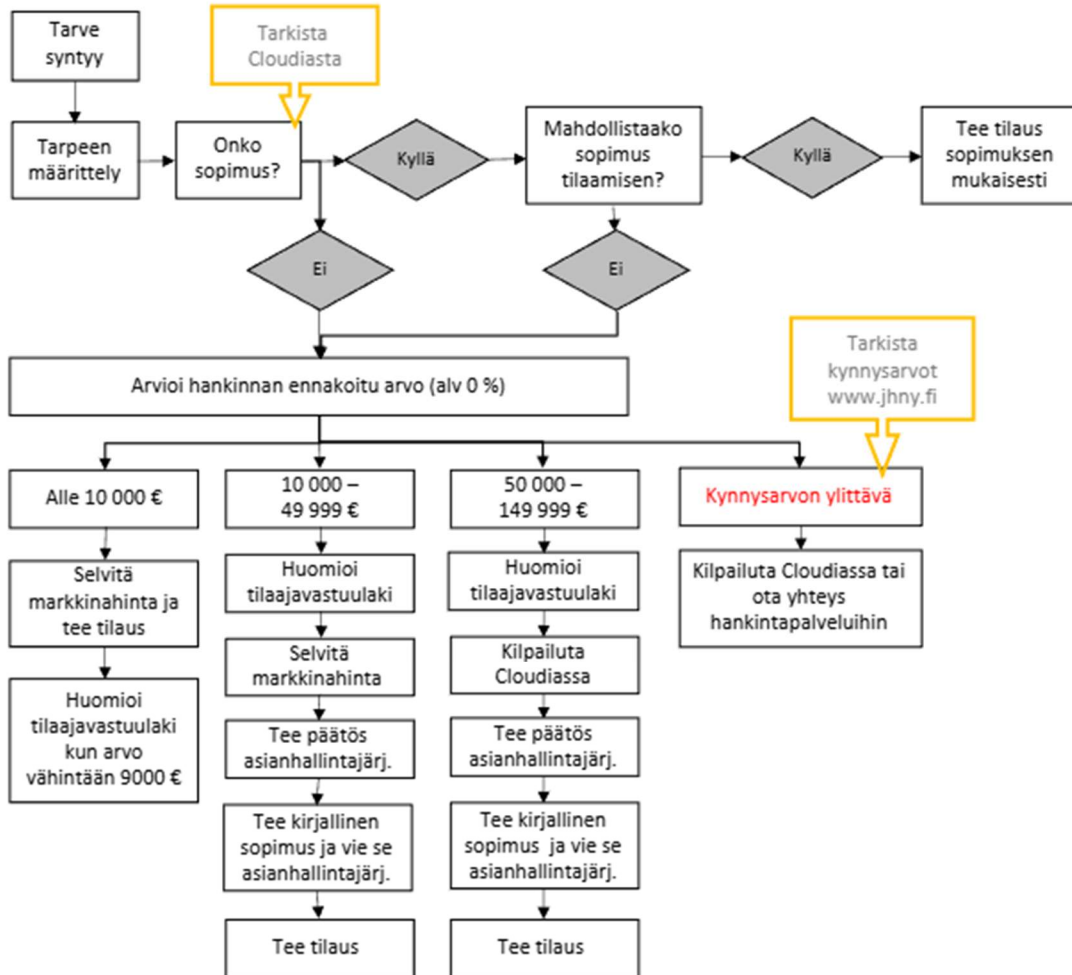 Tarve
syntyy
Tarkista
Cloudiasta
Tarpeen
määrittely
Onko
sopimus?
Kyllä
Mahdollistaako
sopimus
tilaamisen?
Kyllä
Tee tilaus
sopimuksen
mukaisesti
Ei
Ei
Tarkista
kynnysarvot
www.jhny.fi
Arvioi hankinnan ennakoitu arvo (alv 0 %)
Alle 10 000 €
Selvitä
markkinahinta ja
tee tilaus
Huomioi
tilaajavastuulaki
kun arvo
vähintään 9000 €
10 000 –
49 999 €
Huomioi
tilaajavastuulaki
Selvitä
markkinahinta
Tee päätös
asianhallintajärj.
Tee kirjallinen
sopimus ja vie se
asianhallintajärj.
Tee tilaus
50 000 –
149 999 €
Huomioi
tilaajavastuulaki
Kilpailuta
Cloudiassa
Tee päätös
asianhallintajärj.
Tee kirjallinen
sopimus ja vie se
asianhallintajärj.
Tee tilaus
Kynnysarvon ylittävä
Kilpailuta Cloudiassa tai
ota yhteys
hankintapalveluihin